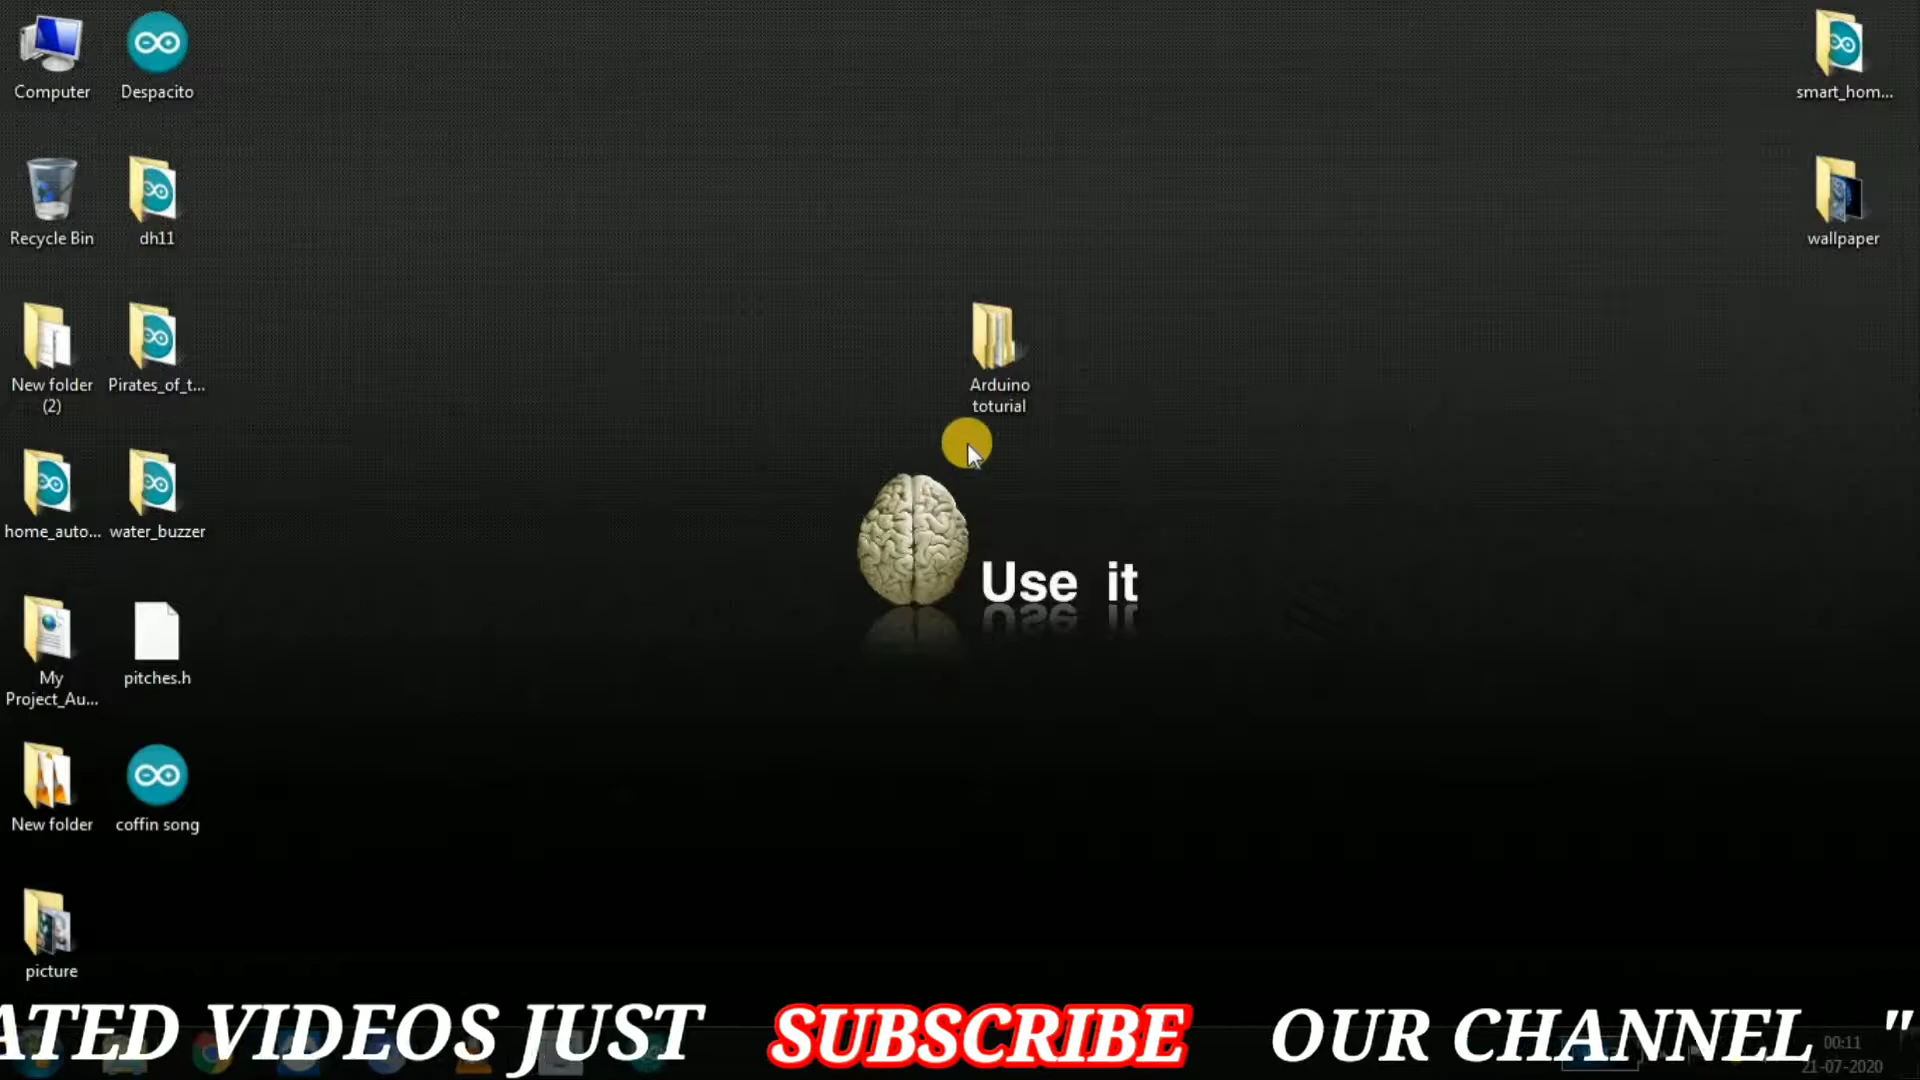 Computer
Despacito
smart_hom...
Recycle Bin
dh11
wallpaper
New folder
(2)
Pirates_of_t...
Arduino
toturial
home_auto...
water_buzzer
Use it
My
Project_Au...
pitches.h
New folder
coffin song
picture
ATED VIDEOS JUST SUBSCRIBE OUR CHANNEL "
00:11
21-07-2020